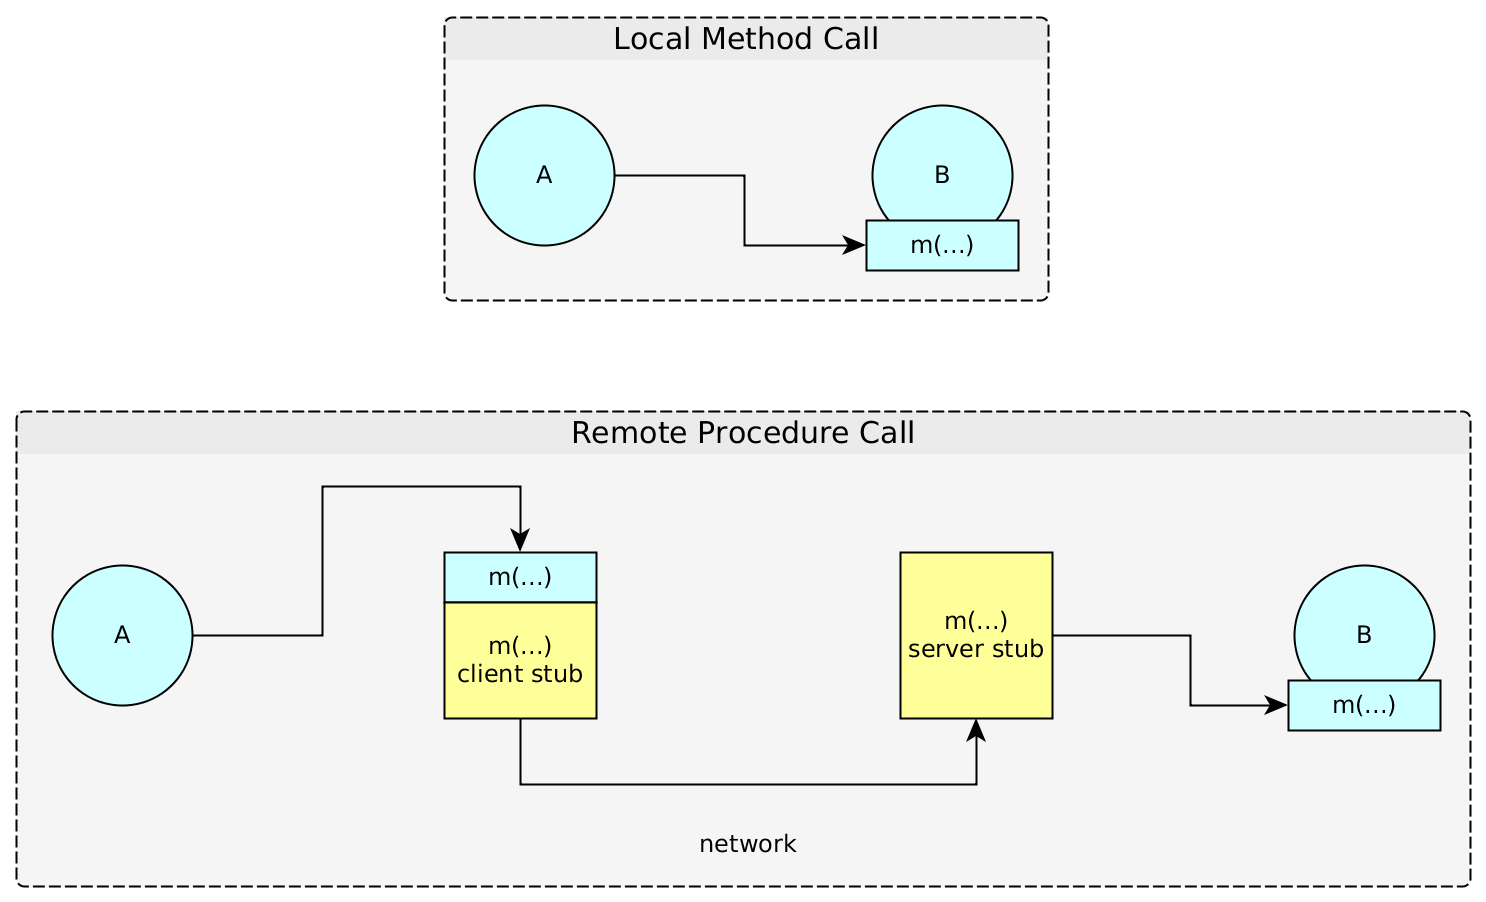 Local Method Call
A
B
m(...)
Remote Procedure Call
m(...)
A
m(...)
client stub
m(...)
server stub
B
m(...)
network